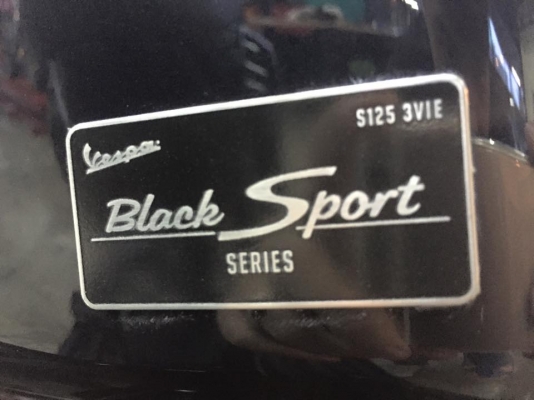 S125 3VIE
Vespa
Black Sport
SERIES